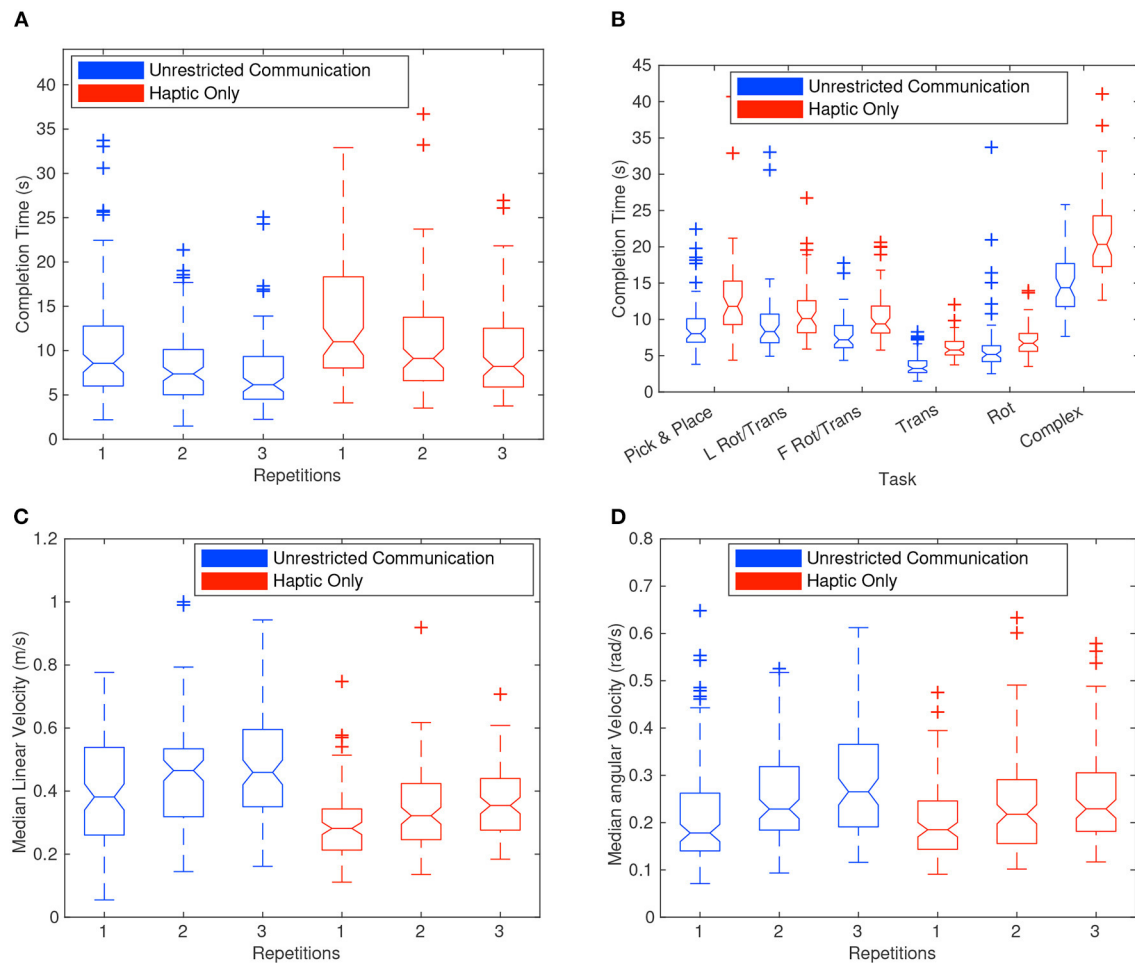 A
Unrestricted Communication
Haptic Only
Completion Time (s)
40
35
30
25
20
15
10
5
0
1 2 3 1 2 3
Repetitions
B
Unrestricted Communication
Haptic Only
Completion Time (s)
45
40
35
30
25
20
15
10
5
0
Pick & Place
L Rot/Trans
F Rot/Trans
Trans
Rot
Complex
Task
C
Unrestricted Communication
Haptic Only
Median Linear Velocity (m/s)
1.2
1
0.8
0.6
0.4
0.2
0
1 2 3 1 2 3
Repetitions
D
Unrestricted Communication
Haptic Only
Median angular Velocity (rad/s)
0.8
0.7
0.6
0.5
0.4
0.3
0.2
0.1
0
1 2 3 1 2 3
Repetitions